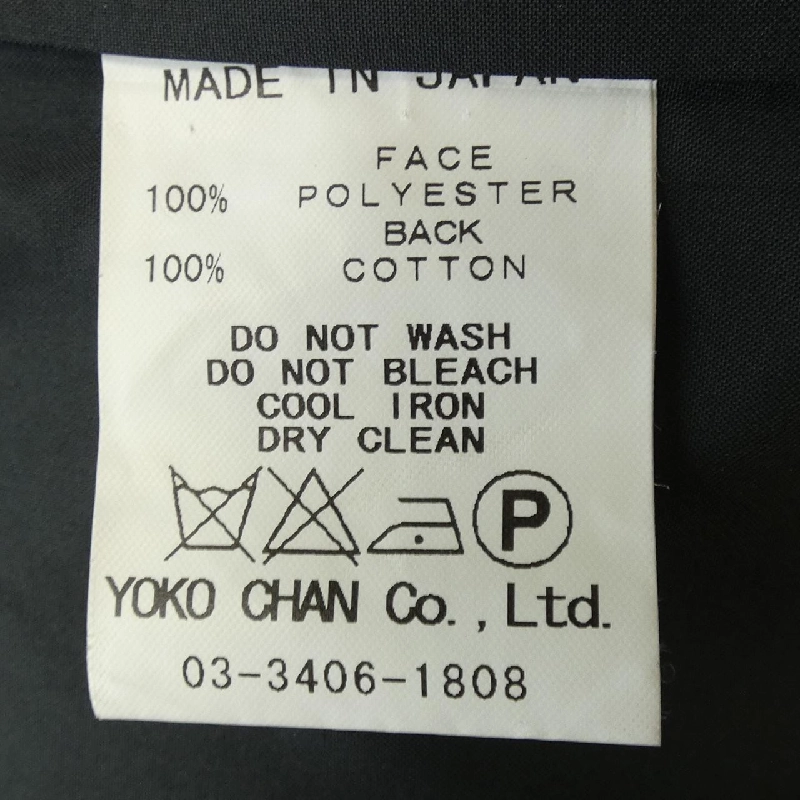 MADE IN JAPAN
FACE
100% POLYESTER
BACK
100% COTTON
DO NOT WASH
DO NOT BLEACH
COOL IRON
DRY CLEAN
P
YOKO CHAN Co.,Ltd.
03-3406-1808